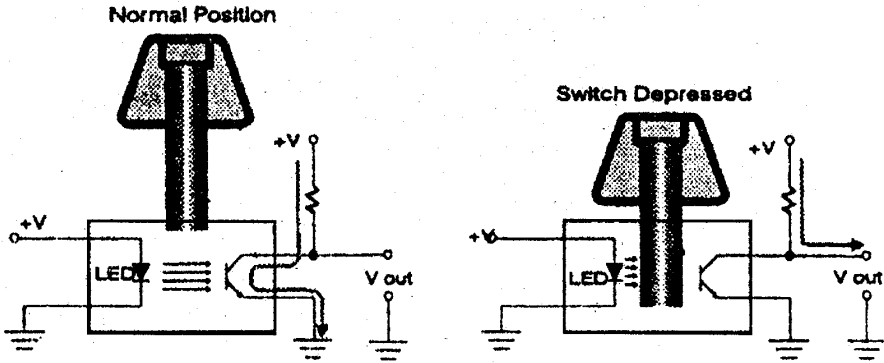 Normal Position
+V
+V
LED
V out
Switch Depressed
+V
+V
LED
V out